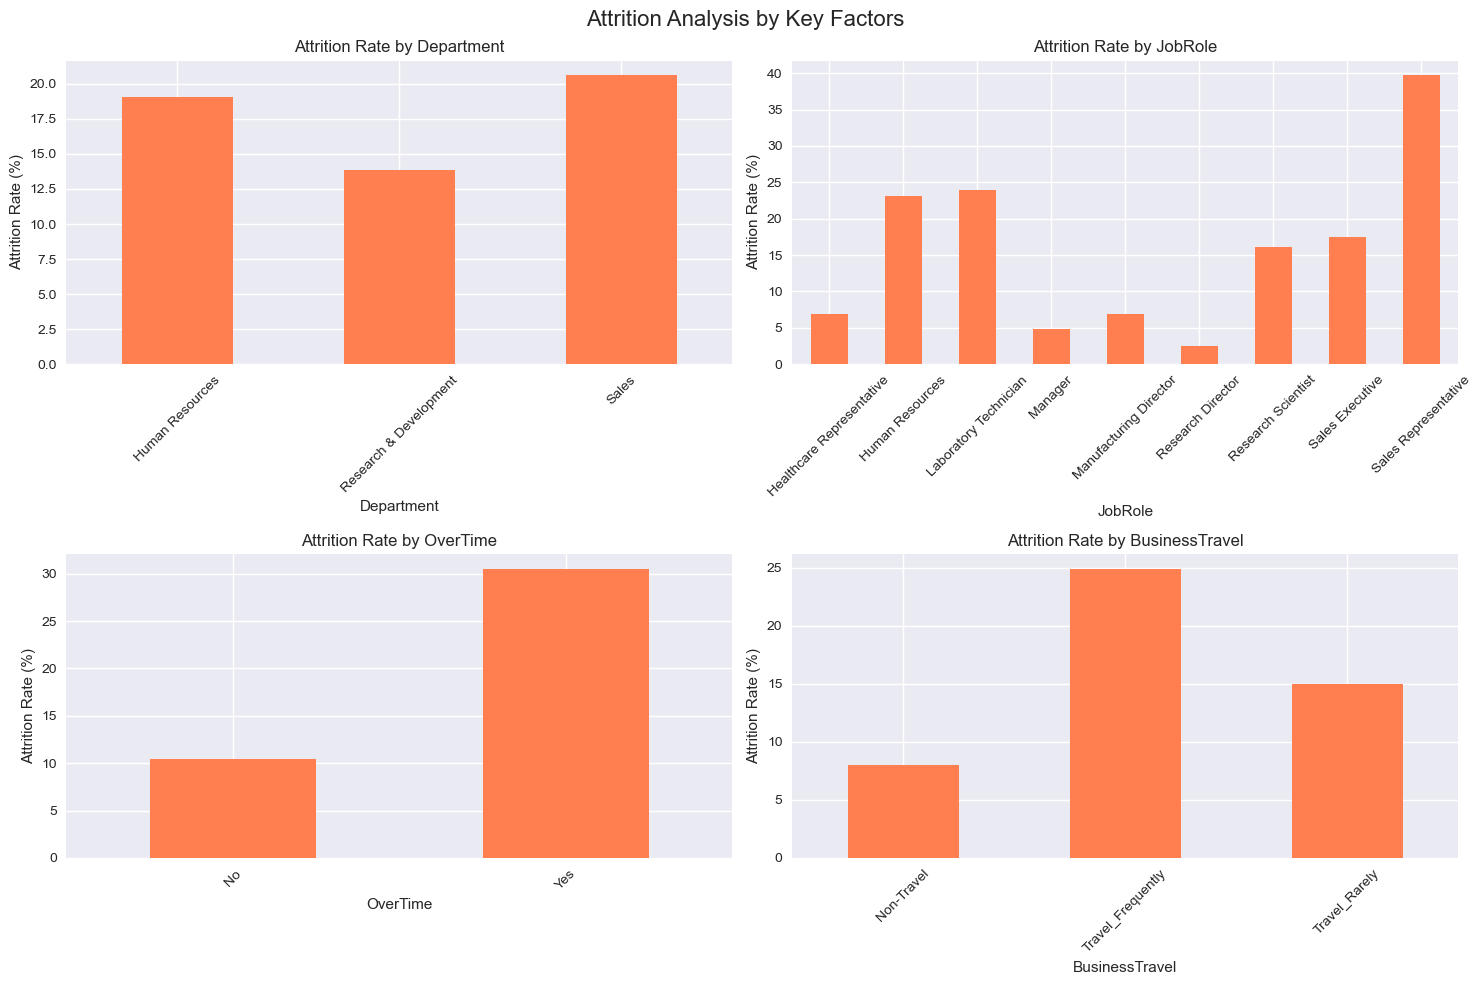 Attrition Analysis by Key Factors
Attrition Rate by Department
Attrition Rate (%)
20.0
17.5
15.0
12.5
10.0
7.5
5.0
2.5
0.0
Human Resources
Research & Development
Sales
Department
Attrition Rate by JobRole
Attrition Rate (%)
40
35
30
25
20
15
10
5
0
Healthcare Representative
Human Resources
Laboratory Technician
Manager
Manufacturing Director
Research Director
Research Scientist
Sales Executive
Sales Representative
JobRole
Attrition Rate by OverTime
Attrition Rate (%)
30
25
20
15
10
5
0
No
Yes
OverTime
Attrition Rate by BusinessTravel
Attrition Rate (%)
25
20
15
10
5
0
Non-Travel
Travel_Frequently
Travel_Rarely
BusinessTravel